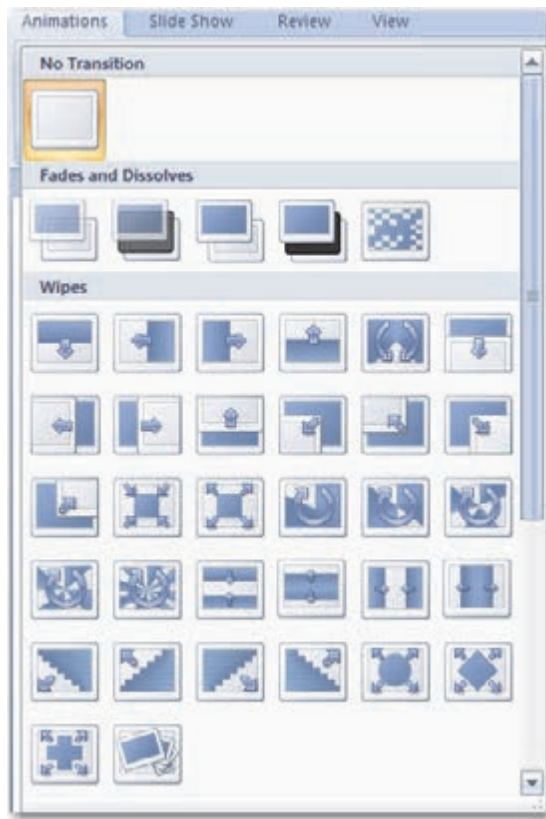 Animations Slide Show Review View
No Transition
Fades and Dissolves
Wipes